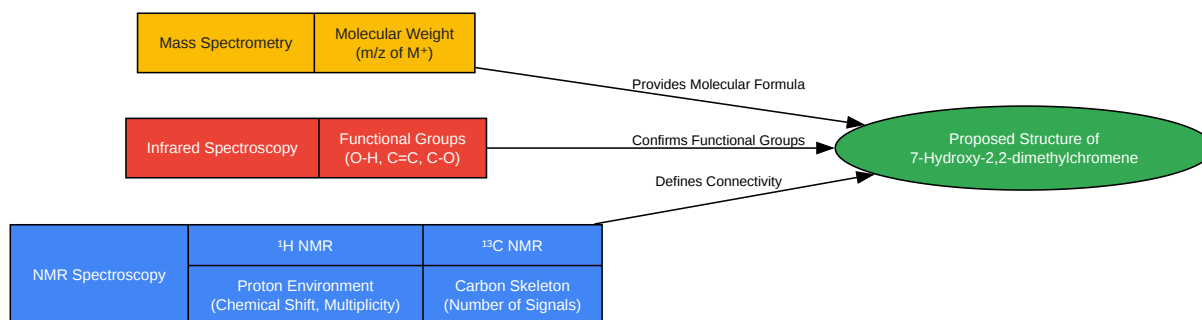 Mass Spectrometry
Molecular Weight
(m/z of M⁺)
Provides Molecular Formula
Infrared Spectroscopy
Functional Groups
(O-H, C=C, C-O)
Confirms Functional Groups
Proposed Structure of
7-Hydroxy-2,2-dimethylchromene
Defines Connectivity
NMR Spectroscopy
¹H NMR
¹³C NMR
Proton Environment
(Chemical Shift, Multiplicity)
Carbon Skeleton
(Number of Signals)